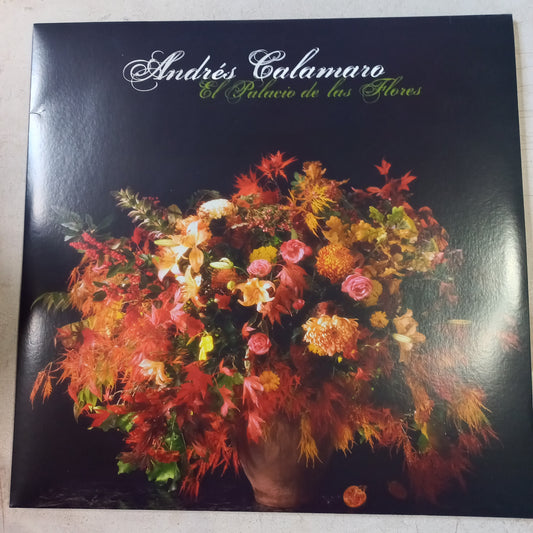 Andrés Calamaro
El Palacio de las Flores